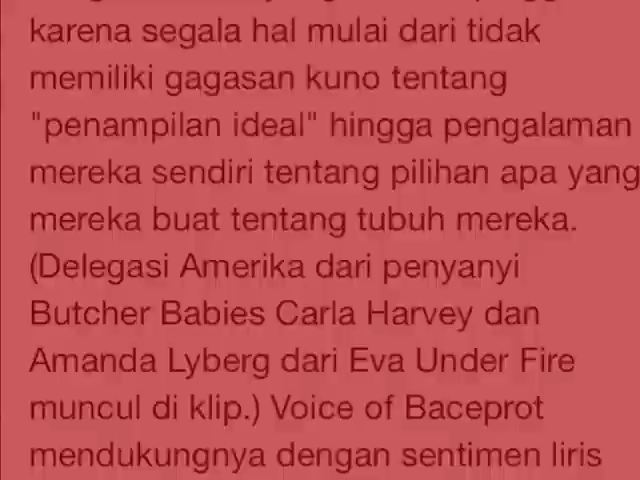 karena segala hal mulai dari tidak
memiliki gagasan kuno tentang
"penampilan ideal" hingga pengalaman
mereka sendiri tentang pilihan apa yang
mereka buat tentang tubuh mereka.
(Delegasi Amerika dari penyanyi
Butcher Babies Carla Harvey dan
Amanda Lyberg dari Eva Under Fire
muncul di klip.) Voice of Baceprot
mendukungnya dengan sentimen liris